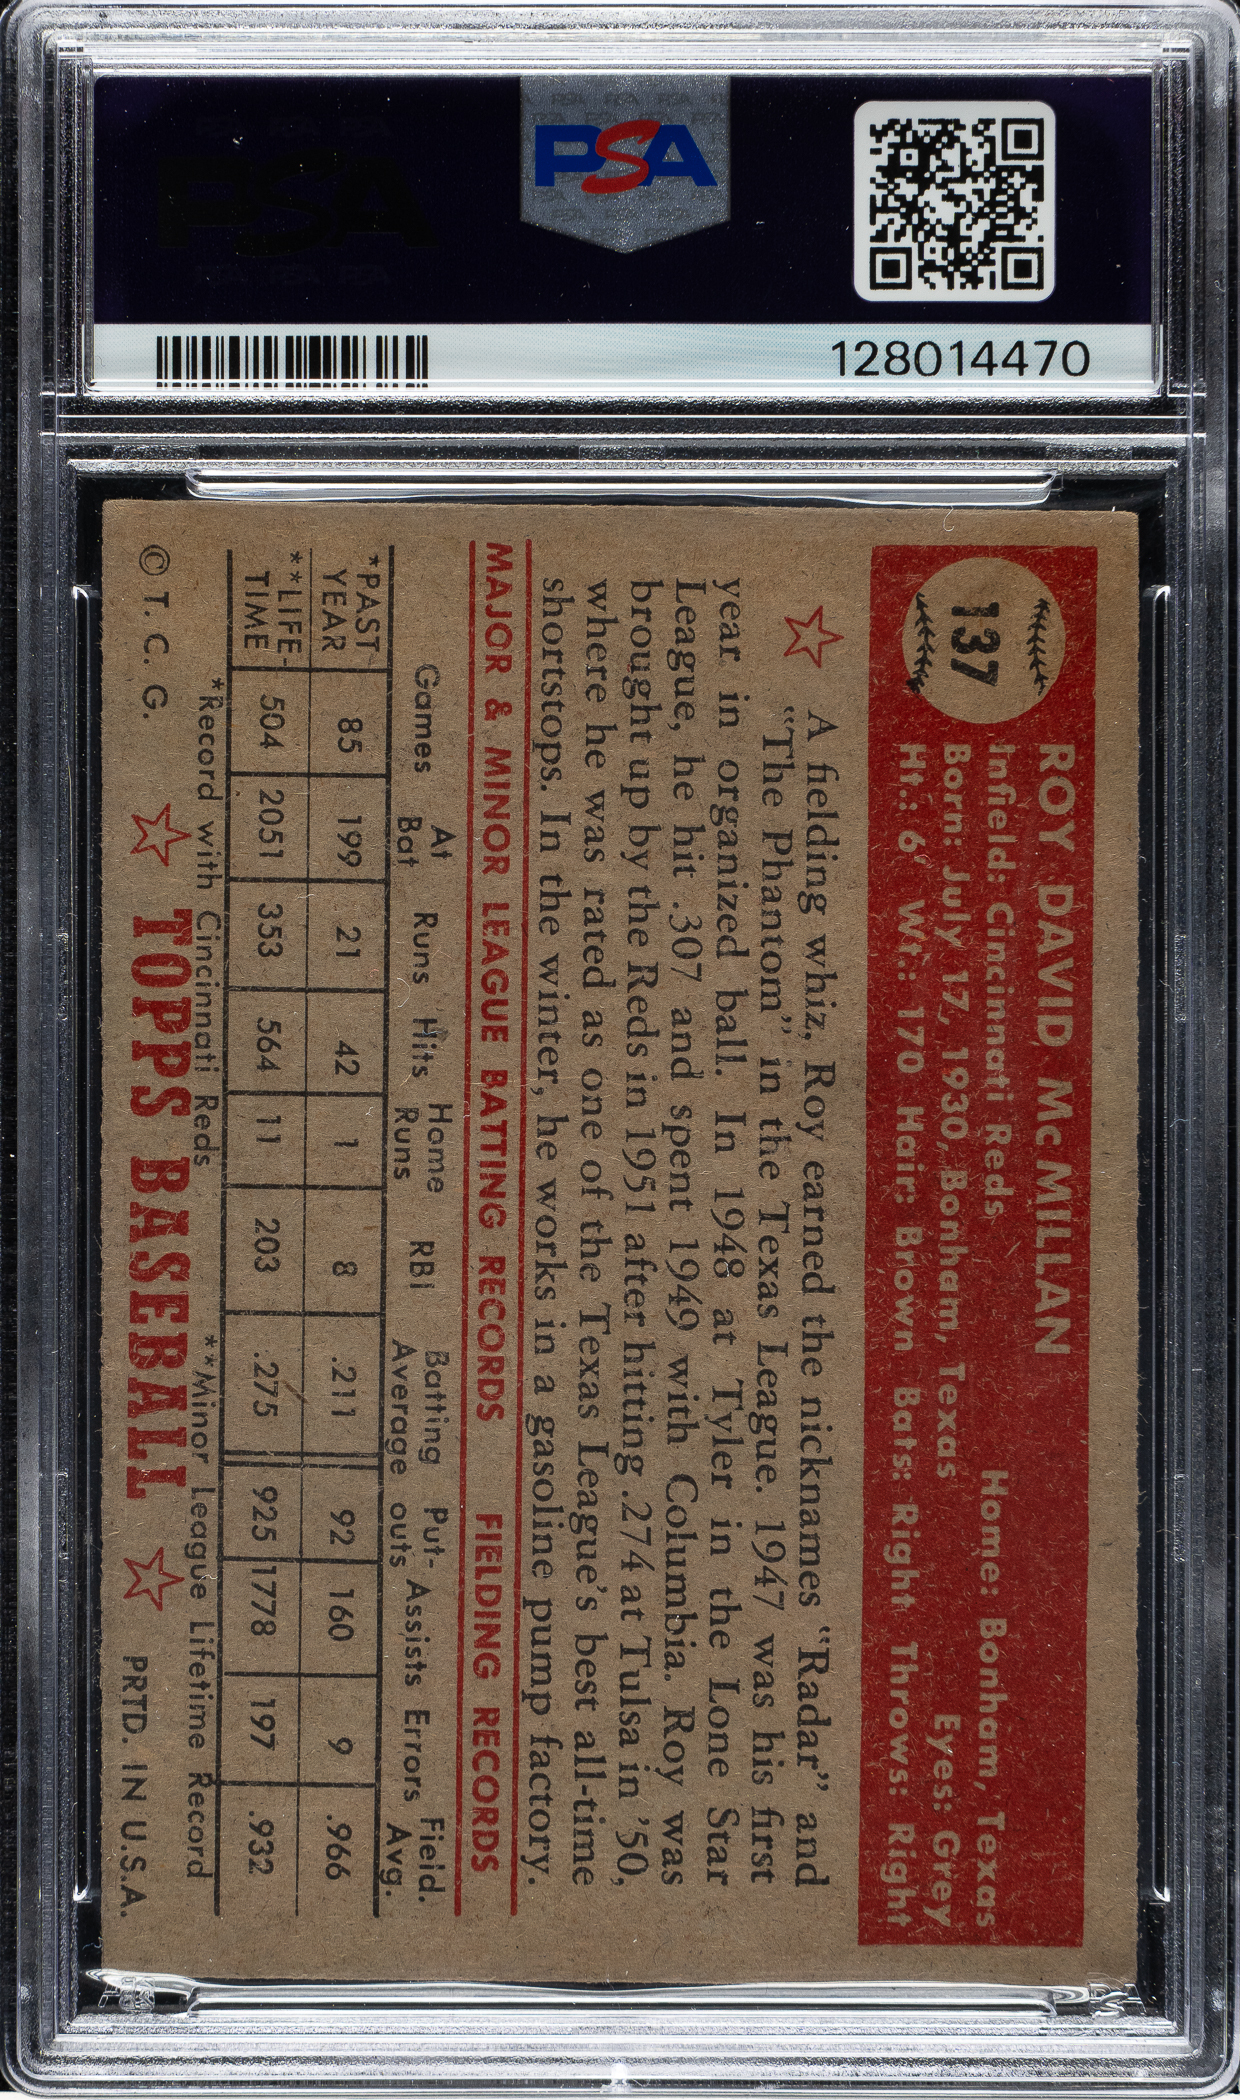 PSA
128014470
137
ROY DAVID MC MILLAN
Infield: Cincinnati Reds Home: Bonham, Texas
Born: July 17, 1930, Bonham, Texas Eyes: Grey
Ht.: 6' Wt.: 170 Hair: Brown Bats: Right Throws: Right
A fielding whiz, Roy earned the nicknames “Radar” and
“The Phantom” in the Texas League. 1947 was his first
year in organized ball. In 1948 at Tyler in the Lone Star
League, he hit .307 and spent 1949 with Columbia. Roy was
brought up by the Reds in 1951 after hitting .274 at Tulsa in ’50,
where he was rated as one of the Texas League’s best all-time
shortstops. In the winter, he works in a gasoline pump factory.
MAJOR & MINOR LEAGUE BATTING RECORDS FIELDING RECORDS
Games At Bat Runs Hits Home Runs RBI Batting Average Put-outs Assists Errors Field. Avg.
*PAST YEAR 85 199 21 42 1 8 .211 92 160 9 .966
**LIFE-TIME 504 2051 353 564 11 203 .275 925 1778 197 .932
*Record with Cincinnati Reds **Minor League Lifetime Record
© T. C. G. TOPPS BASEBALL PRTD. IN U.S.A.